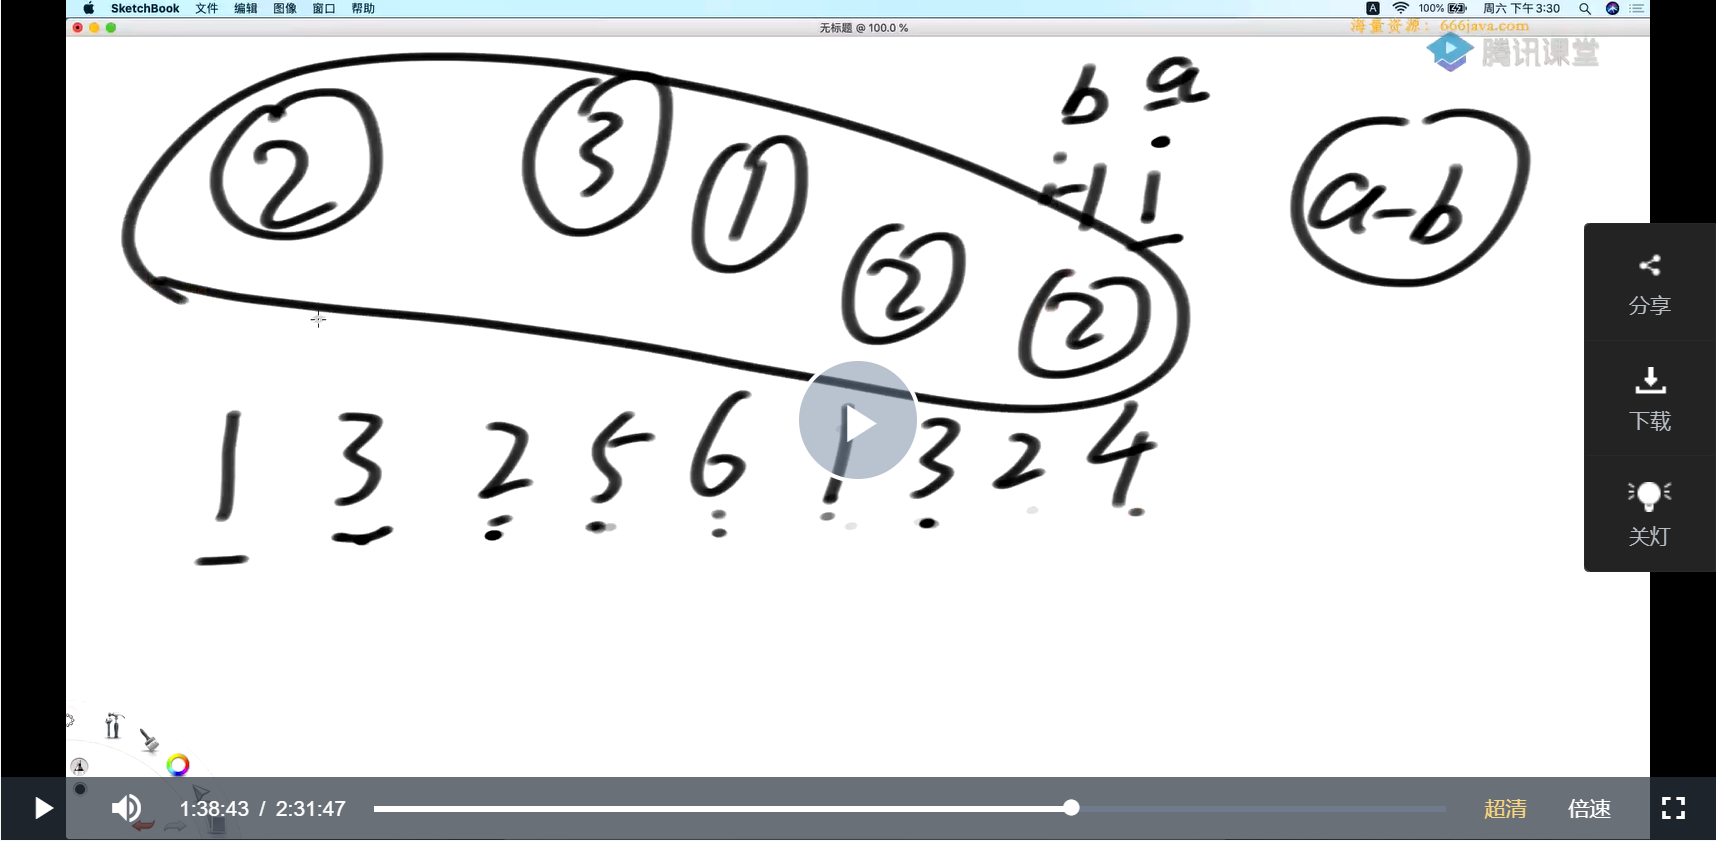 SketchBook 文件 编辑 图像 窗口 帮助 A 100% 周六 下午3:30
无标题 @ 100.0 %
海量资源：666java.com
腾讯课堂
b a
2 3 1 -1 1 a-b
2 2
1 3 2 5 6 1 3 2 4
分享
下载
关灯
1:38:43 / 2:31:47 超清 倍速